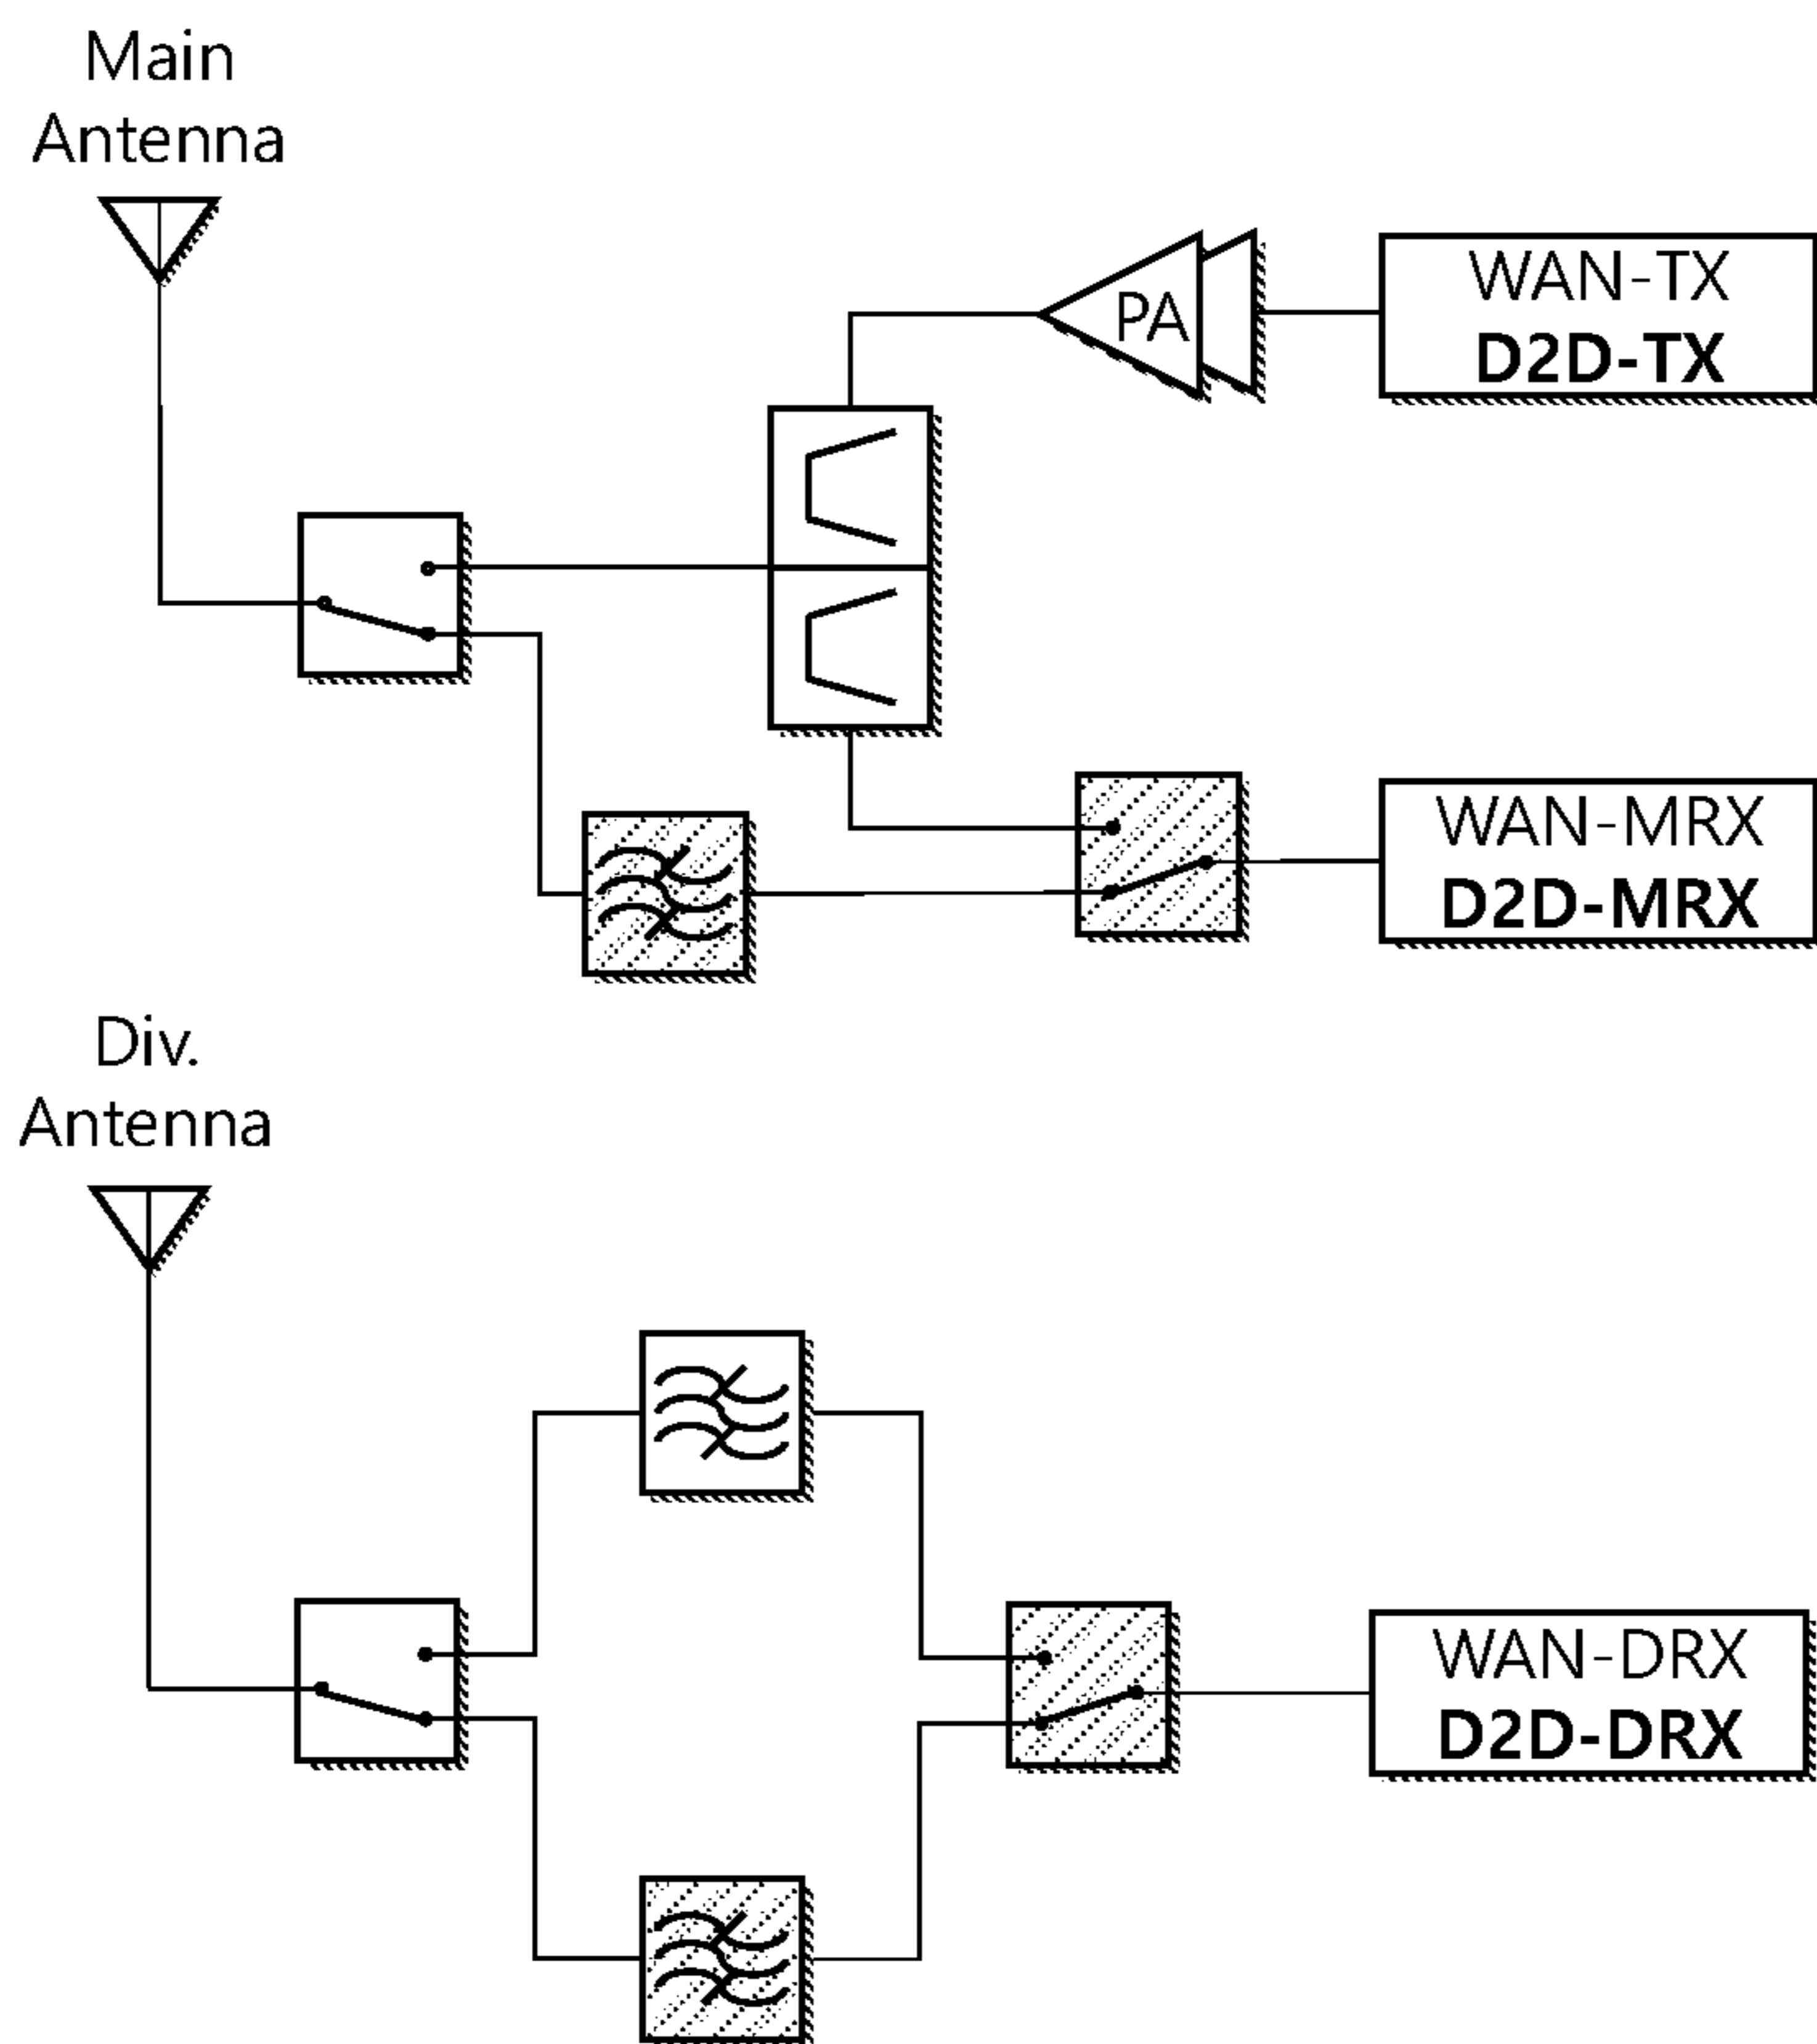 Main
Antenna
PA
WAN-TX
D2D-TX
WAN-MRX
D2D-MRX
Div.
Antenna
WAN-DRX
D2D-DRX